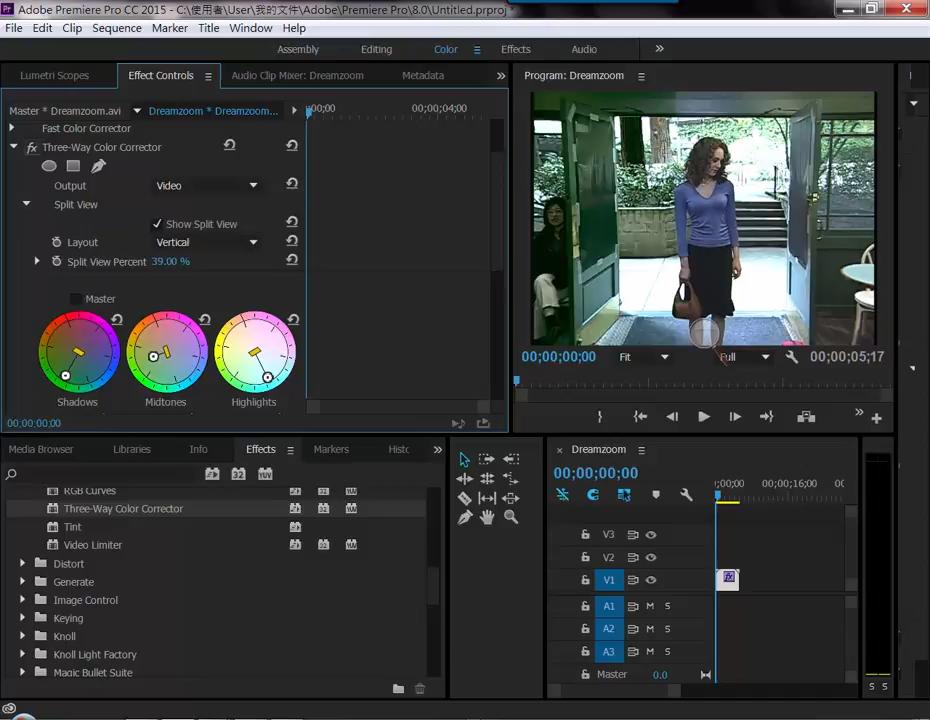 Adobe Premiere Pro CC 2015 - C:\使用者\User\我的文件\Adobe\Premiere Pro\8.0\Untitled.prproj *
File Edit Clip Sequence Marker Title Window Help
Assembly Editing Color Effects Audio
Lumetri Scopes Effect Controls Audio Clip Mixer: Dreamzoom Metadata
Program: Dreamzoom
Master * Dreamzoom.avi Dreamzoom * Dreamzoom... ;00;00 00;00;04;00
Fast Color Corrector
fx Three-Way Color Corrector
Output Video
Split View
Show Split View
Layout Vertical
Split View Percent 39.00 %
Master
Shadows Midtones Highlights
00;00;00;00
00;00;00;00 Fit Full 00;00;05;17
Media Browser Libraries Info Effects Markers Histo
RGB Curves
Three-Way Color Corrector
Tint
Video Limiter
Distort
Generate
Image Control
Keying
Knoll
Knoll Light Factory
Magic Bullet Suite
32 YUV
Dreamzoom
00;00;00;00
;00;00 00;00;16;00 00
V3
V2
V1 fx
A1 M S
A2 M S
A3 M S
Master 0.0
S S